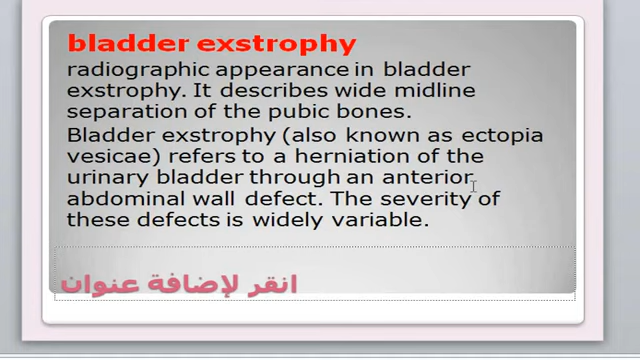 bladder exstrophy
radiographic appearance in bladder
exstrophy. It describes wide midline
separation of the pubic bones.
Bladder exstrophy (also known as ectopia
vesicae) refers to a herniation of the
urinary bladder through an anterior
abdominal wall defect. The severity of
these defects is widely variable.
انقر لإضافة عنوان